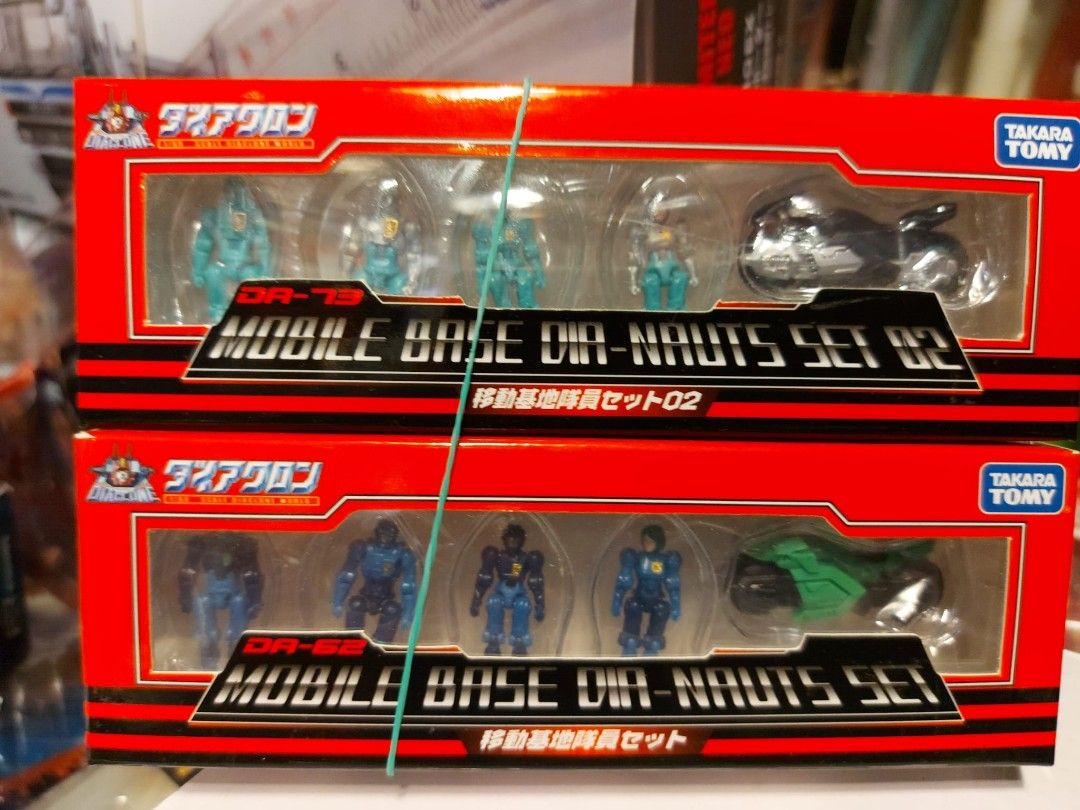 DIACLONE
ダイアクロン
TAKARA
TOMY
DA-73
MOBILE BASE DIA-NAUTS SET 02
移動基地隊員セット02
DIACLONE
ダイアクロン
TAKARA
TOMY
DA-62
MOBILE BASE DIA-NAUTS SET
移動基地隊員セット